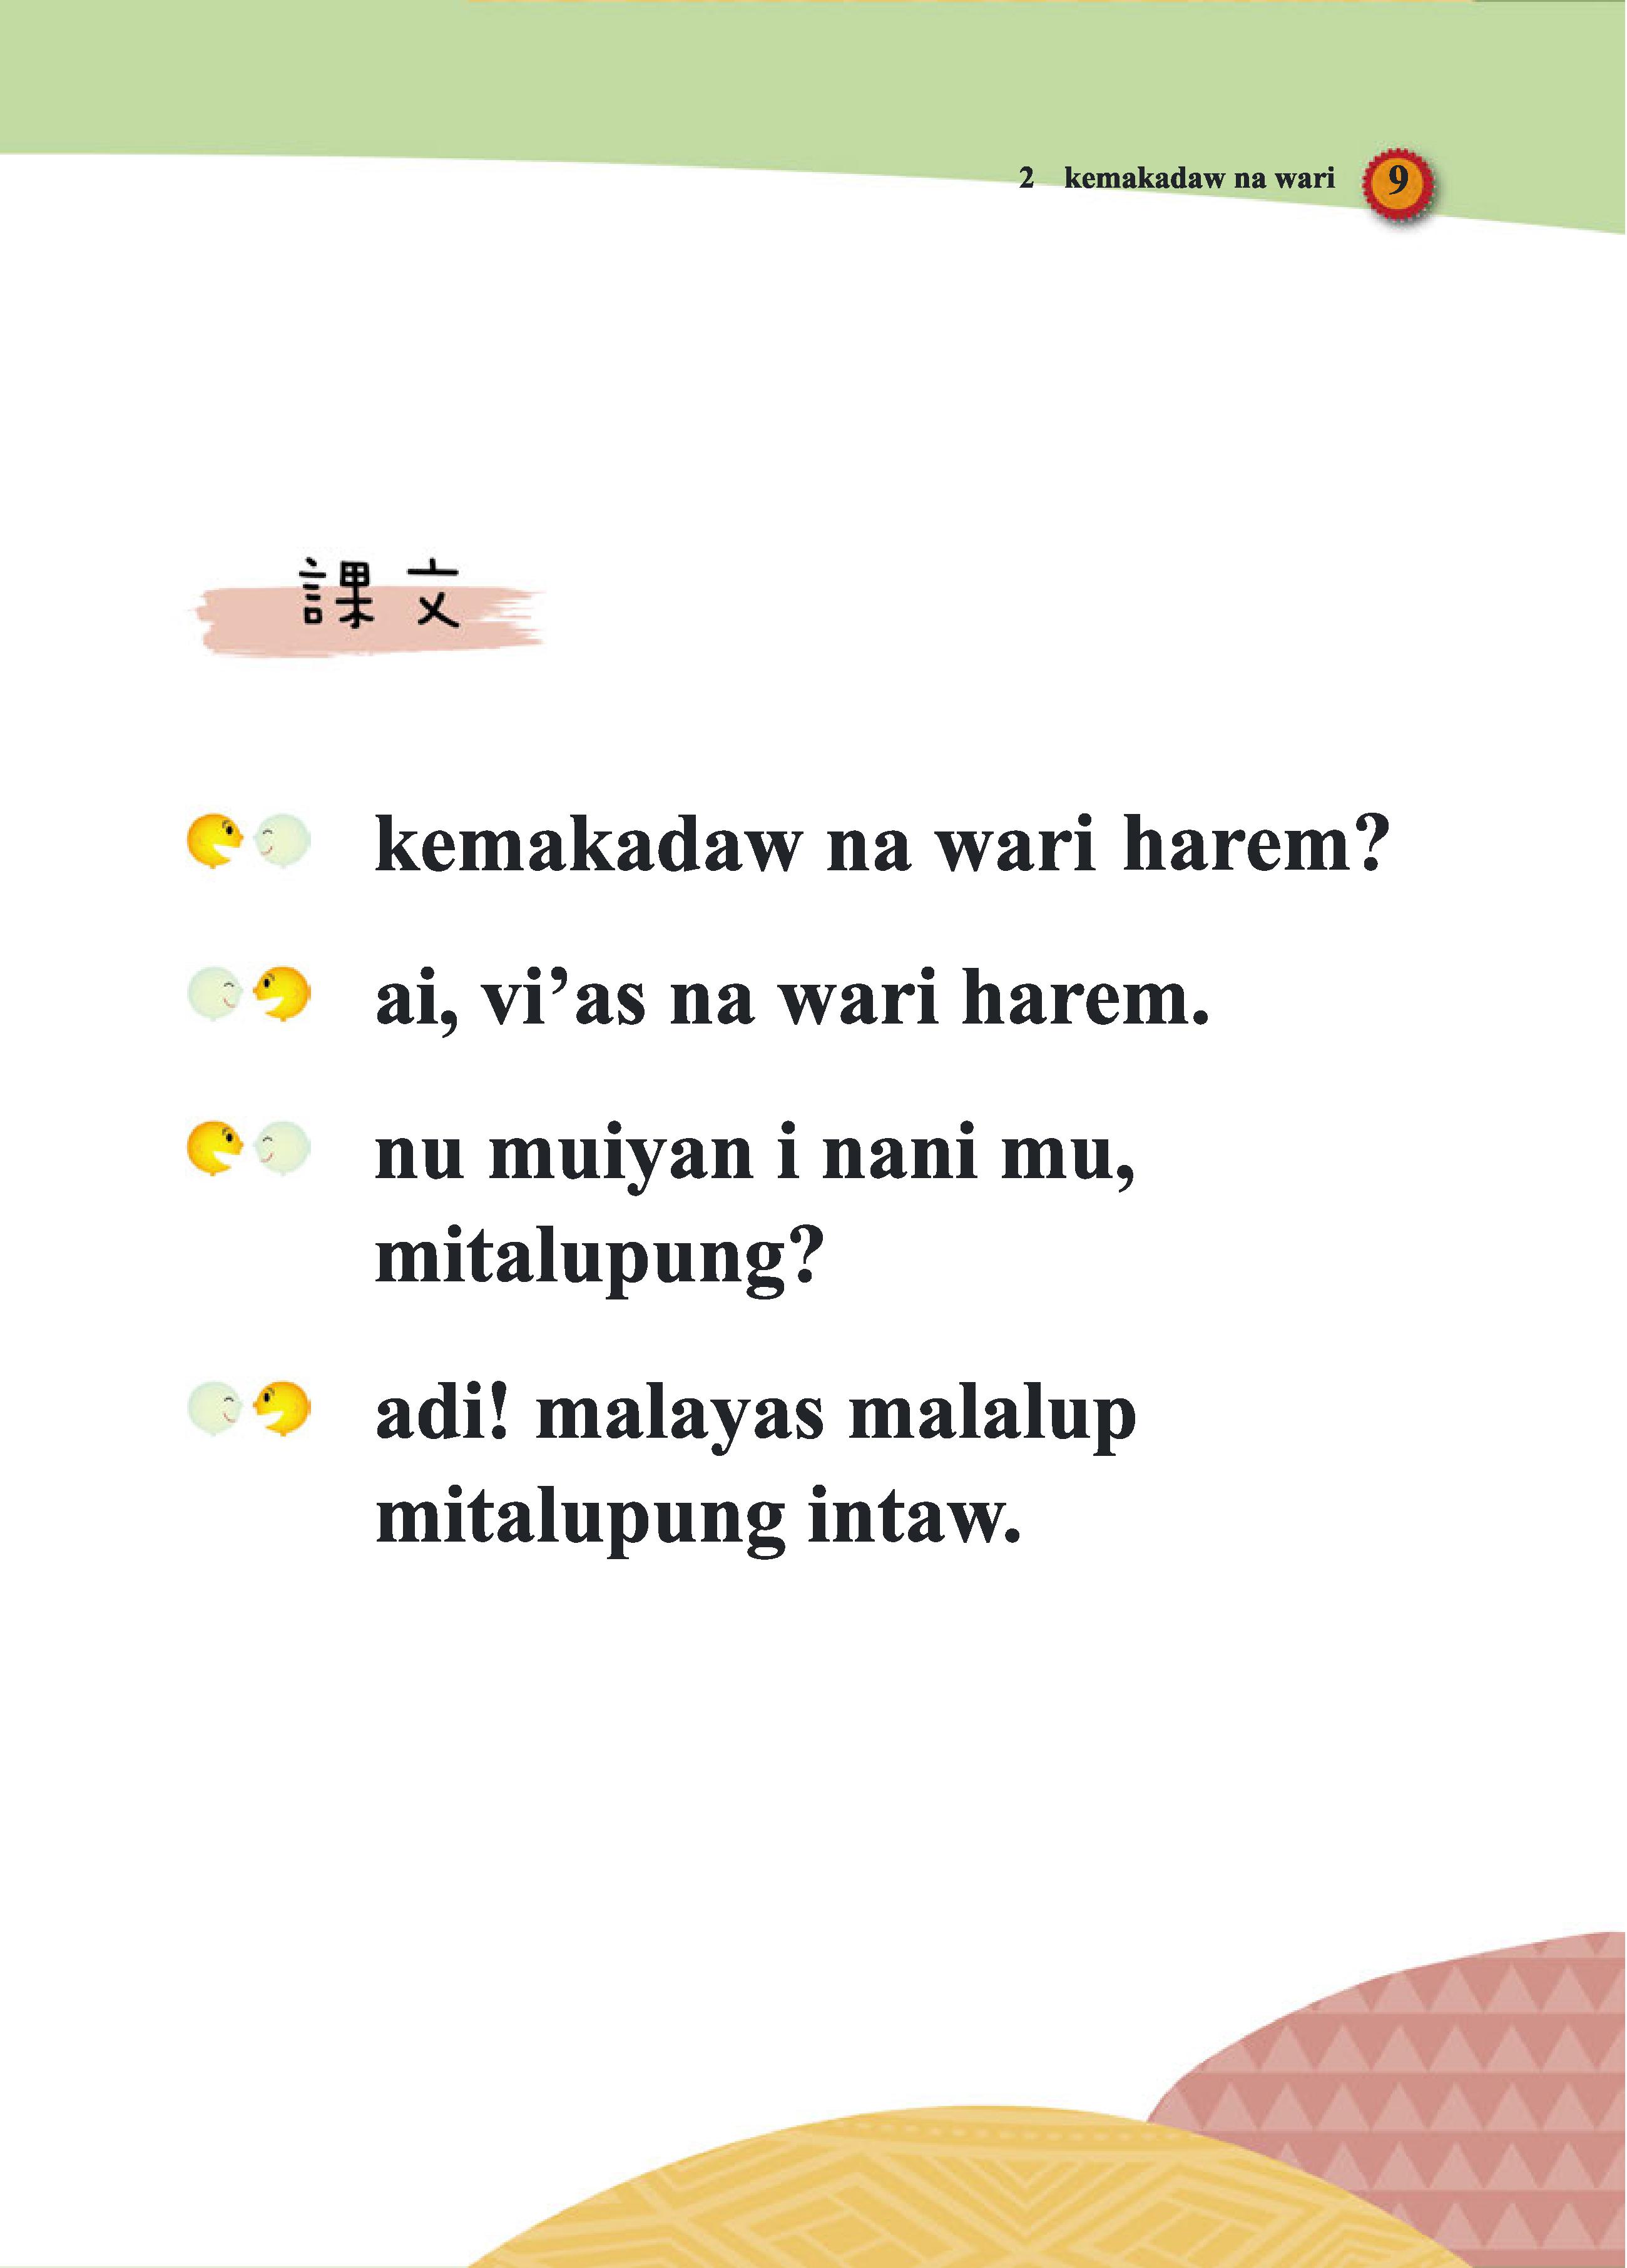 2 kemakadaw na wari 9
課文
kemakadaw na wari harem?
ai, vi’as na wari harem.
nu muiyan i nani mu,
mitalupung?
adi! malayas malalup
mitalupung intaw.